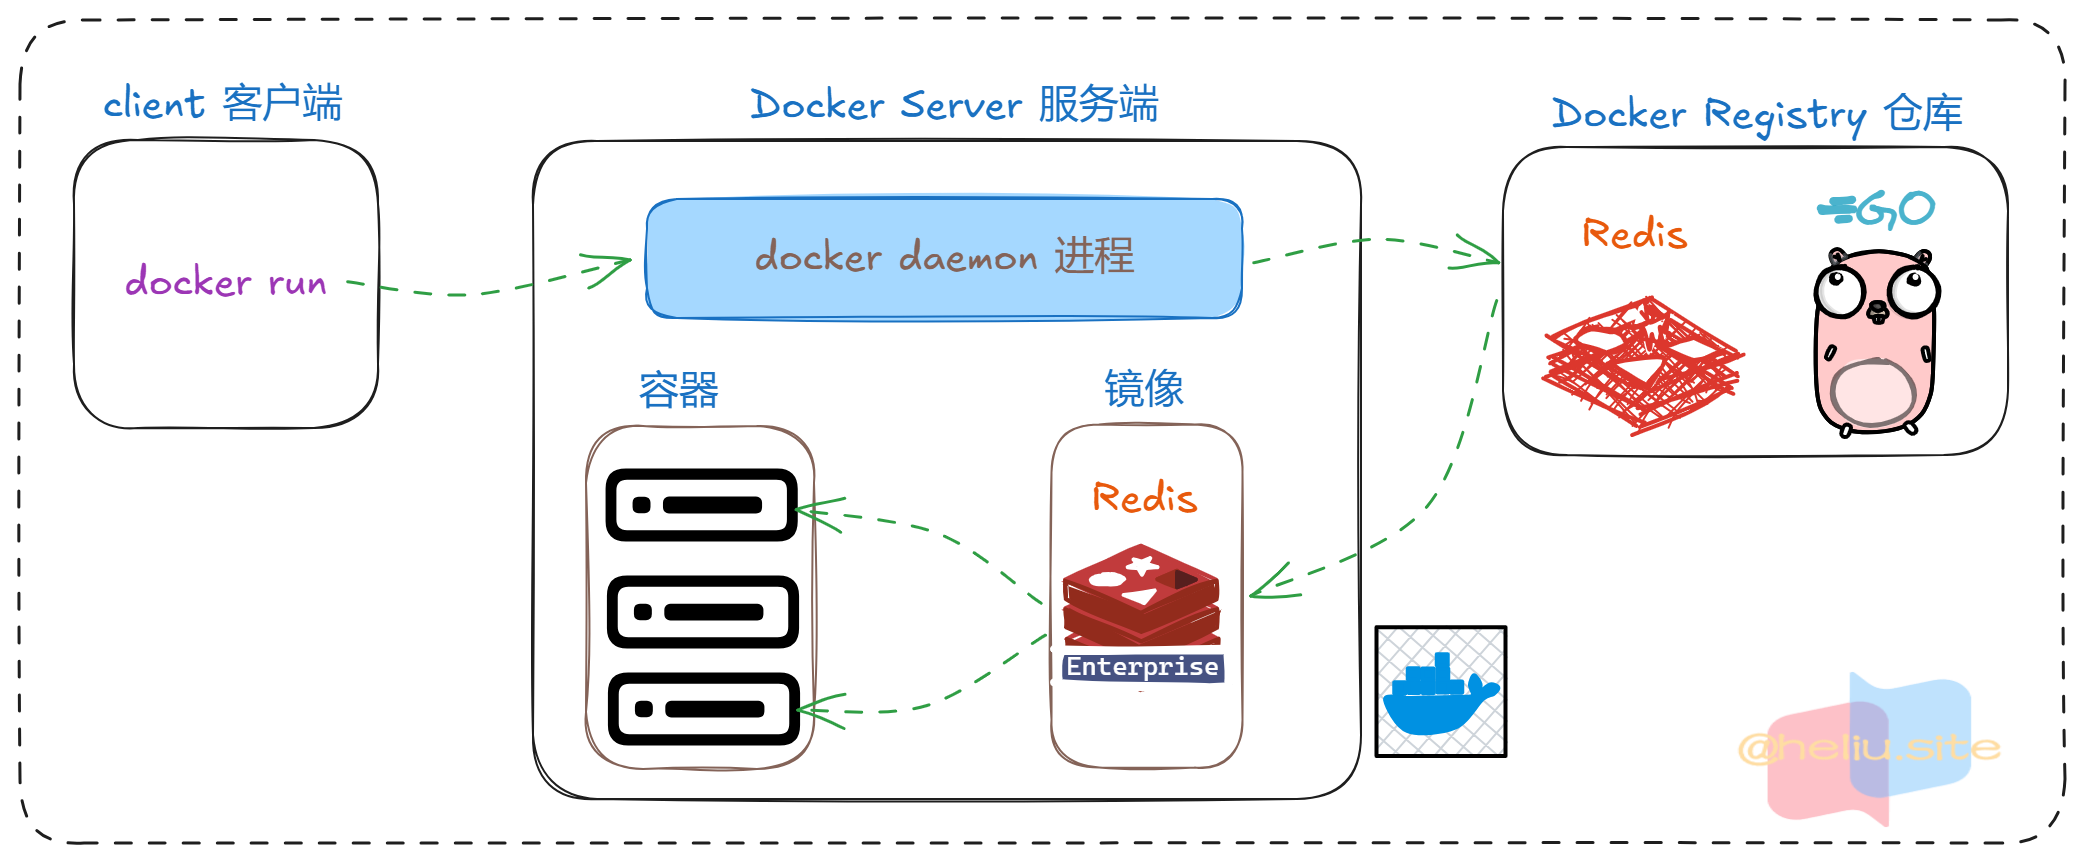 client 客户端
docker run
Docker Server 服务端
docker daemon 进程
容器
镜像
Redis
Enterprise
Docker Registry 仓库
Redis
GO
@heliu.site